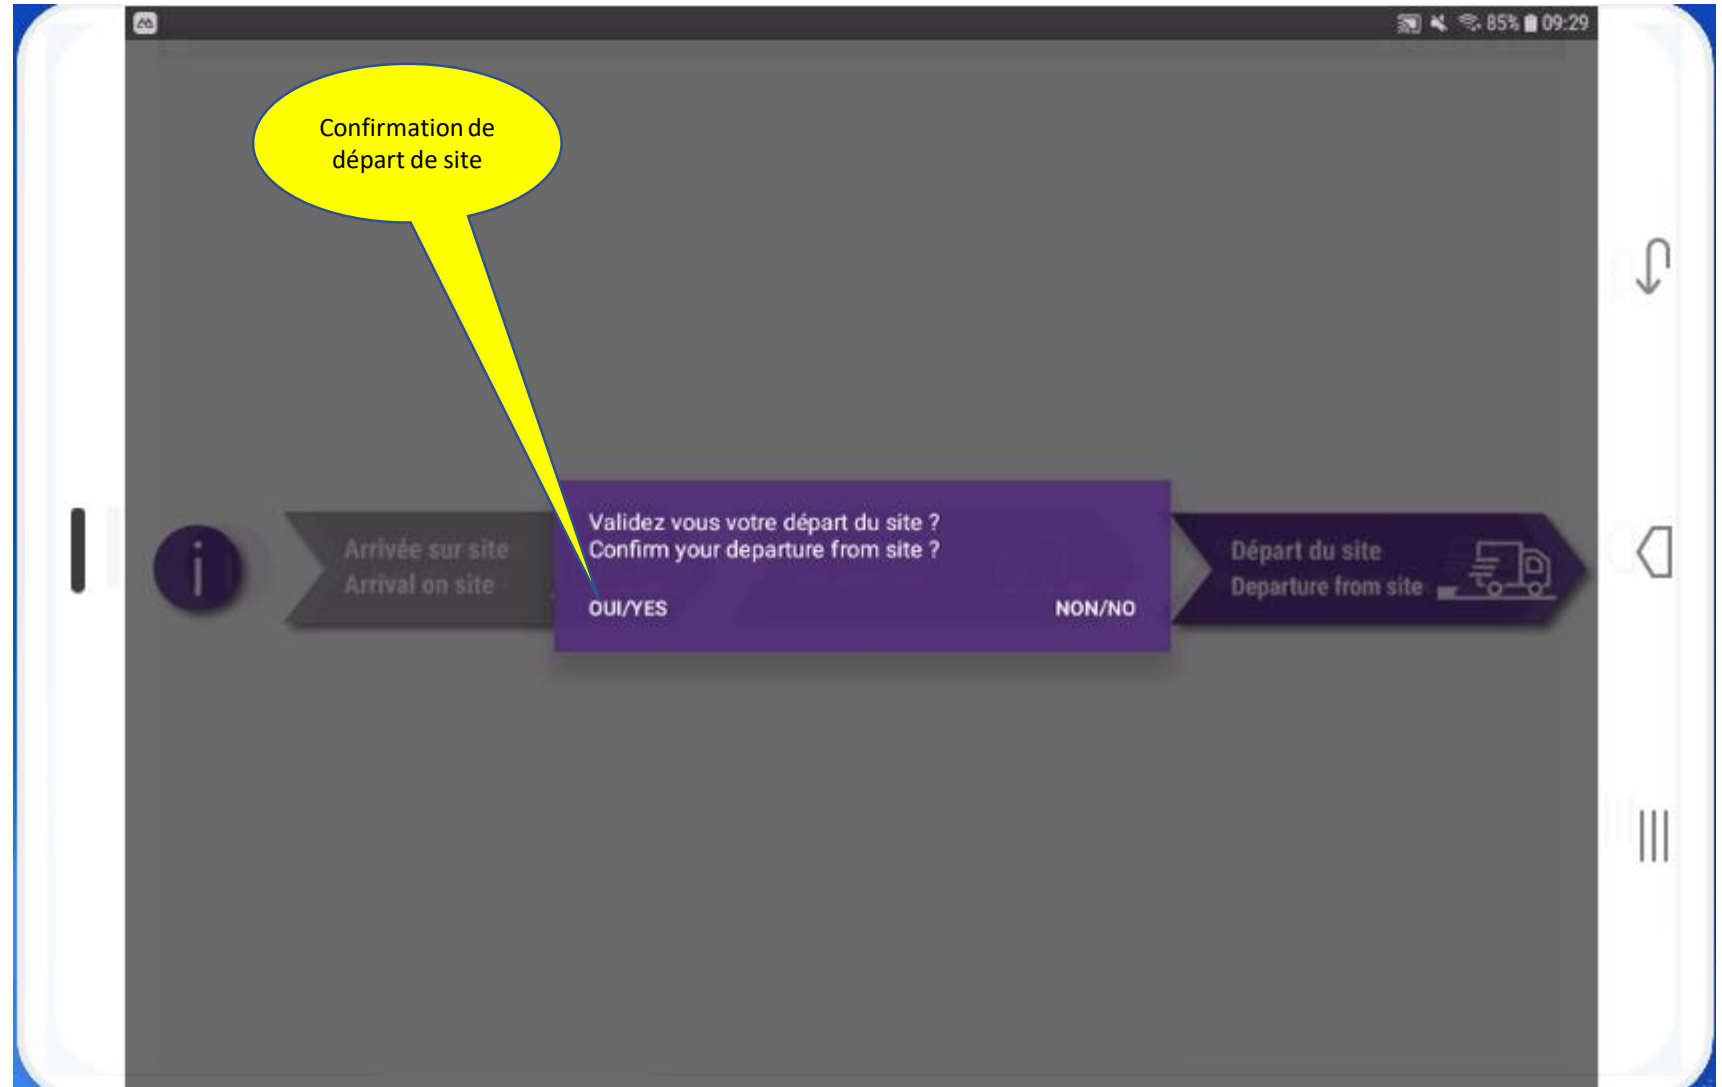 85% 09:29
Confirmation de
départ de site
Validez vous votre départ du site ?
Confirm your departure from site ?
OUI/YES
NON/NO
Arrivée sur site
Arrival on site
Départ du site
Departure from site
i